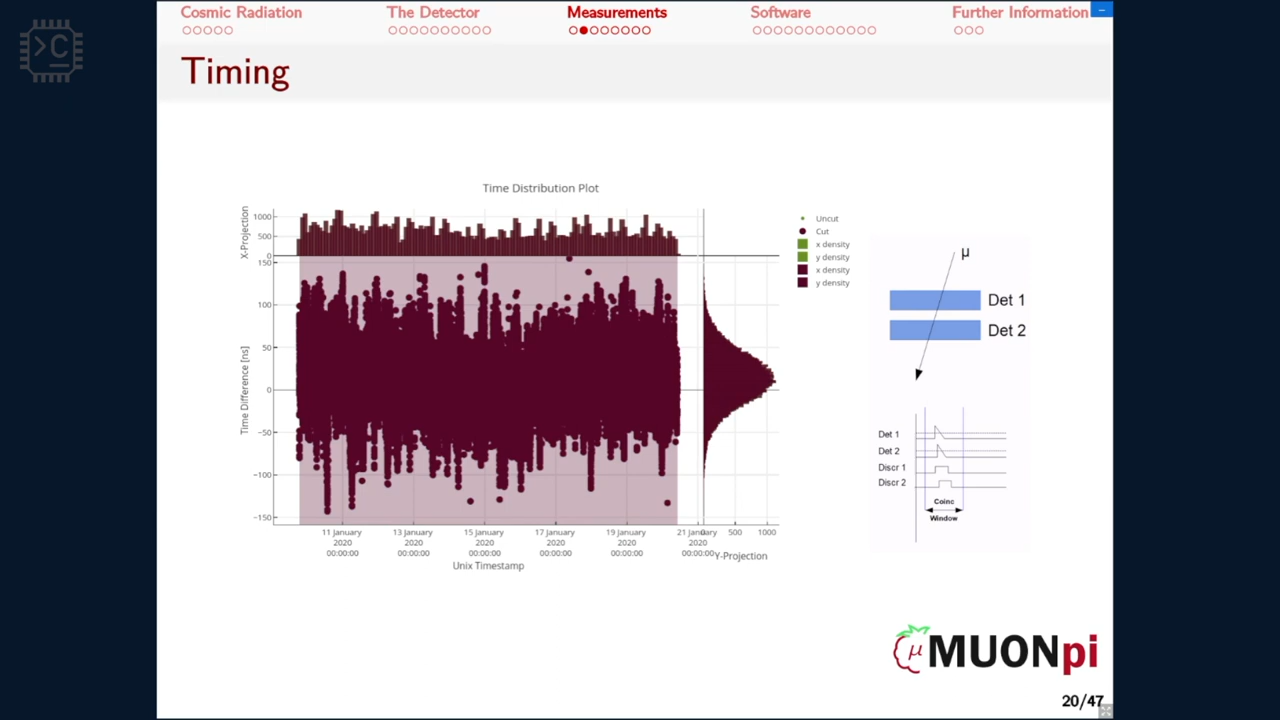 Cosmic Radiation The Detector Measurements Software Further Information
Timing
Time Distribution Plot
X-Projection
1000
500
0
Time Difference [ns]
150
100
50
0
−50
−100
−150
11 January 13 January 15 January 17 January 19 January 21 January
2020 2020 2020 2020 2020 2020
00:00:00 00:00:00 00:00:00 00:00:00 00:00:00 00:00:00
Unix Timestamp
0 500 1000
Y-Projection
Uncut
Cut
x density
y density
x density
y density
μ
Det 1
Det 2
Det 1
Det 2
Discr 1
Discr 2
Coinc
Window
μ MUONpi
20/47
>C_